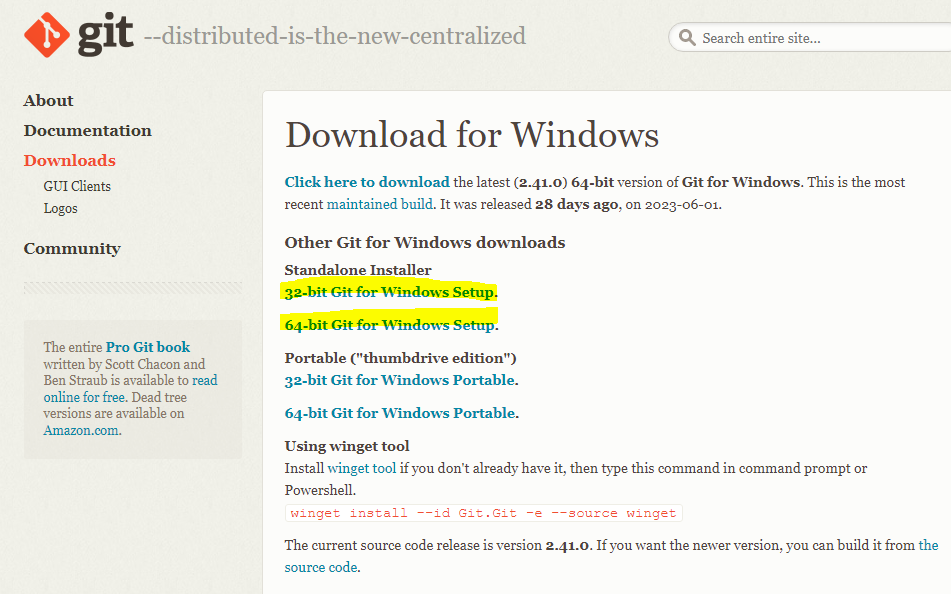 git --distributed-is-the-new-centralized
Search entire site...
About
Documentation
Downloads
GUI Clients
Logos
Community
The entire Pro Git book
written by Scott Chacon and
Ben Straub is available to read
online for free. Dead tree
versions are available on
Amazon.com.
Download for Windows
Click here to download the latest (2.41.0) 64-bit version of Git for Windows. This is the most
recent maintained build. It was released 28 days ago, on 2023-06-01.
Other Git for Windows downloads
Standalone Installer
32-bit Git for Windows Setup.
64-bit Git for Windows Setup.
Portable ("thumbdrive edition")
32-bit Git for Windows Portable.
64-bit Git for Windows Portable.
Using winget tool
Install winget tool if you don't already have it, then type this command in command prompt or
Powershell.
winget install --id Git.Git -e --source winget
The current source code release is version 2.41.0. If you want the newer version, you can build it from the
source code.